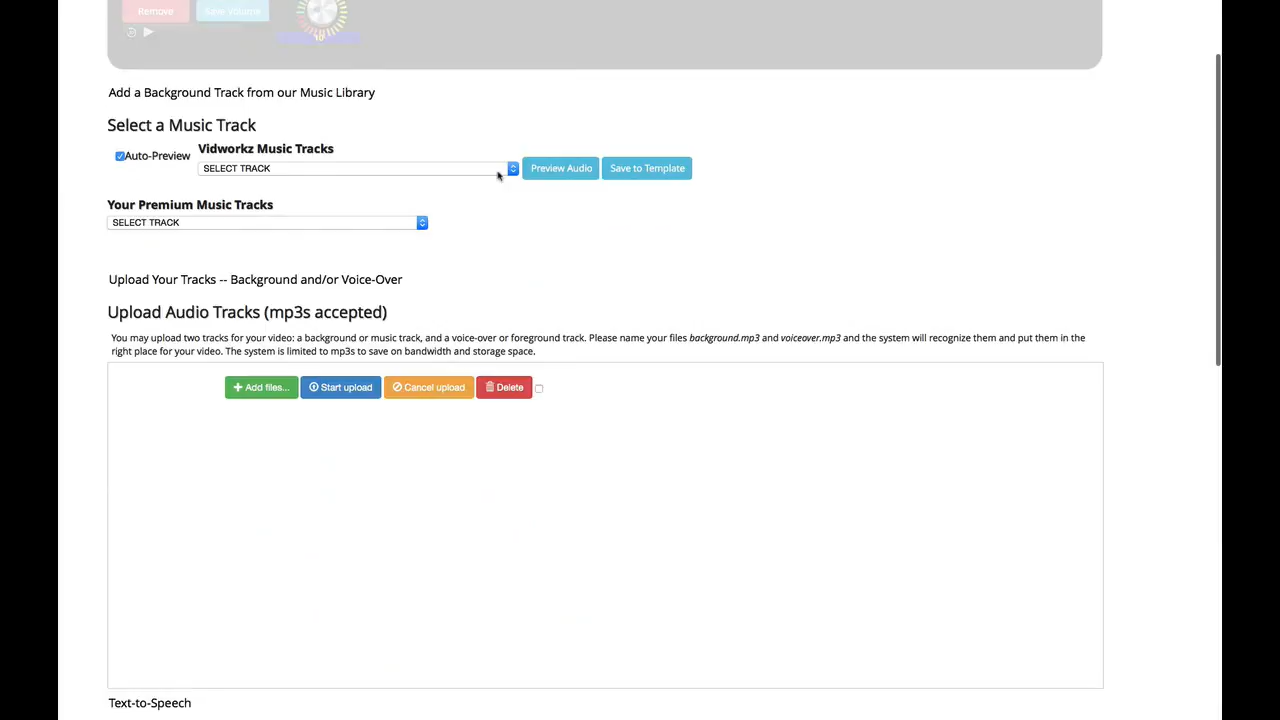 Remove
Save Volume
Add a Background Track from our Music Library
Select a Music Track
Auto-Preview
Vidworkz Music Tracks
SELECT TRACK
Preview Audio
Save to Template
Your Premium Music Tracks
SELECT TRACK
Upload Your Tracks -- Background and/or Voice-Over
Upload Audio Tracks (mp3s accepted)
You may upload two tracks for your video: a background or music track, and a voice-over or foreground track. Please name your files background.mp3 and voiceover.mp3 and the system will recognize them and put them in the
right place for your video. The system is limited to mp3s to save on bandwidth and storage space.
Add files...
Start upload
Cancel upload
Delete
Text-to-Speech